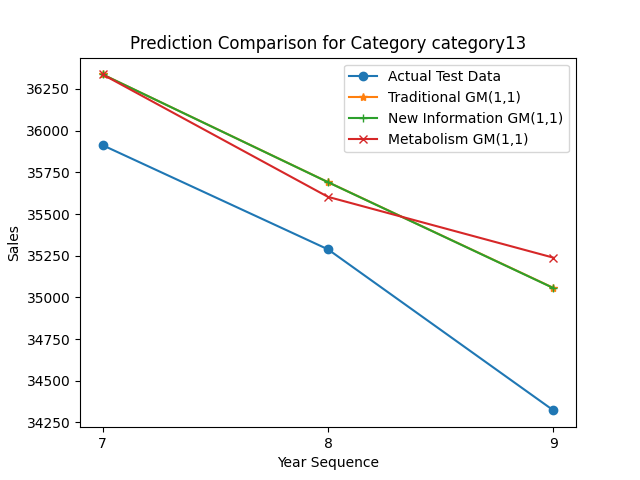 Prediction Comparison for Category category13
Actual Test Data
Traditional GM(1,1)
New Information GM(1,1)
Metabolism GM(1,1)
Sales
36250
36000
35750
35500
35250
35000
34750
34500
34250
7
8
9
Year Sequence